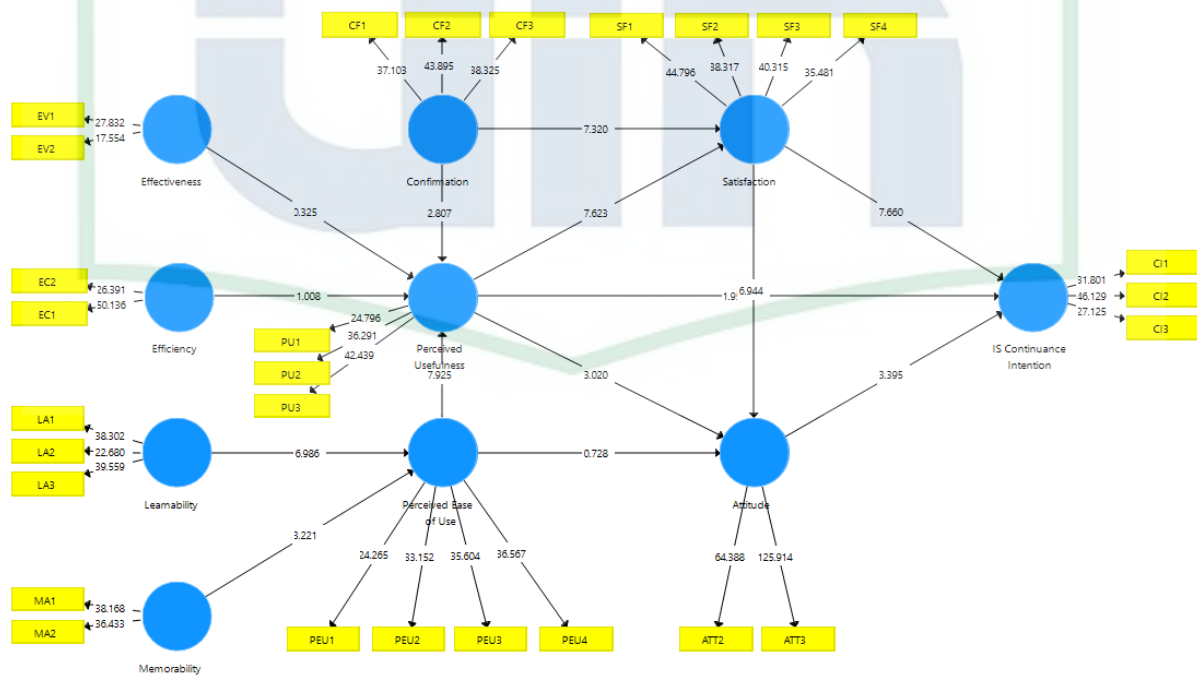 CF1
CF2
CF3
SF1
SF2
SF3
SF4
37.103
43.895
38.325
44.796
38.317
40.315
35.481
EV1
EV2
27.832
17.554
7.320
Effectiveness
Confirmation
Satisfaction
2.807
7.623
7.660
EC2
EC1
26.391
50.136
1.008
6.944
31.801
46.129
27.125
CI1
CI2
CI3
24.796
36.291
42.439
PU1
PU2
PU3
Efficiency
Perceived
Usefulness
IS Continuance
Intention
7.925
3.020
3.395
LA1
LA2
LA3
38.302
22.680
39.559
6.986
0.728
Learnability
Perceived Ease
of Use
Attitude
3.221
24.265
33.152
35.604
36.567
64.388
125.914
MA1
MA2
38.168
36.433
PEU1
PEU2
PEU3
PEU4
ATT2
ATT3
Memorability